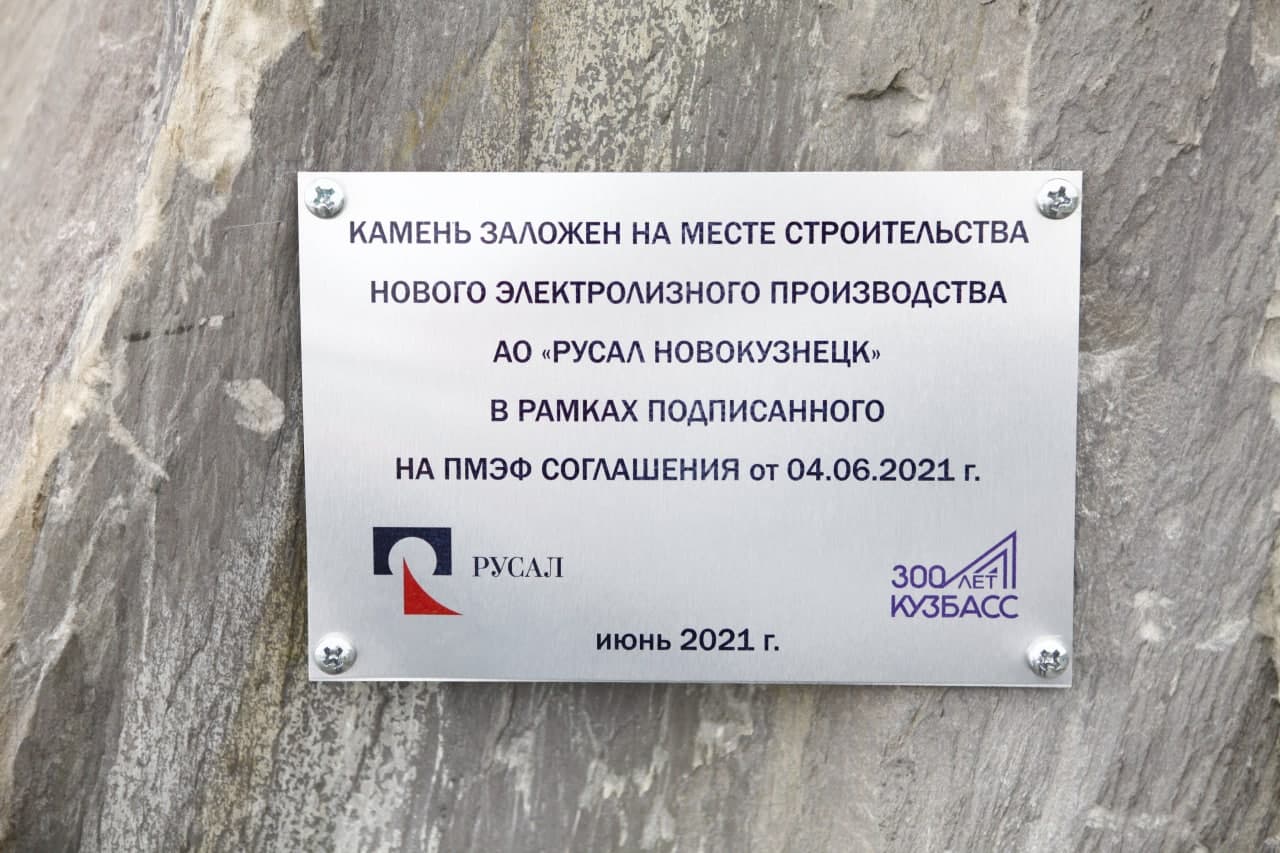 КАМЕНЬ ЗАЛОЖЕН НА МЕСТЕ СТРОИТЕЛЬСТВА
НОВОГО ЭЛЕКТРОЛИЗНОГО ПРОИЗВОДСТВА
АО «РУСАЛ НОВОКУЗНЕЦК»
В РАМКАХ ПОДПИСАННОГО
НА ПМЭФ СОГЛАШЕНИЯ от 04.06.2021 г.
РУСАЛ
300 ЛЕТ
КУЗБАСС
июнь 2021 г.